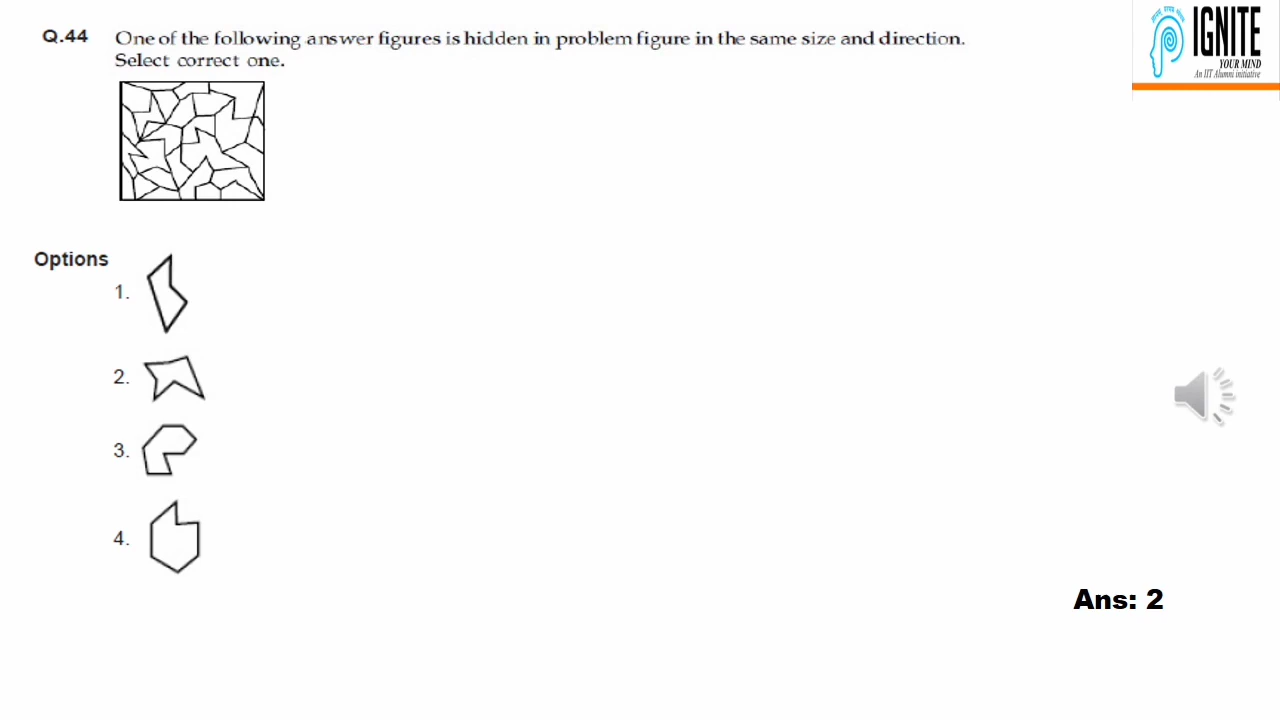 IGNITE
YOUR MIND
An IIT Alumni initiative
Q.44 One of the following answer figures is hidden in problem figure in the same size and direction.
Select correct one.
Options
1.
2.
3.
4.
Ans: 2